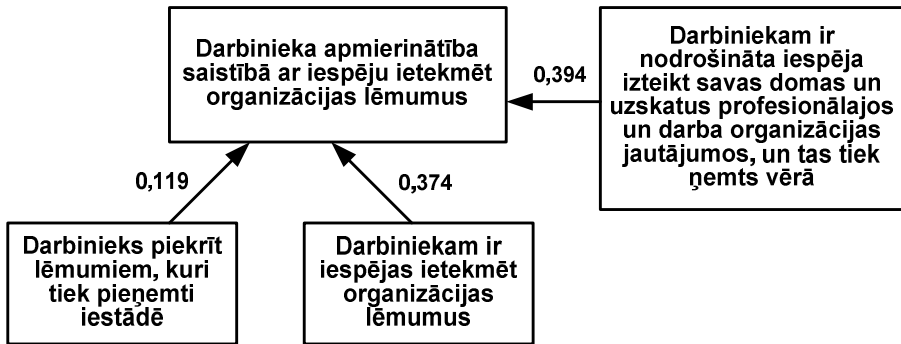 Darbinieka apmierinātība
saistībā ar iespēju ietekmēt
organizācijas lēmumus
0,394
Darbiniekam ir
nodrošināta iespēja
izteikt savas domas un
uzskatus profesionālajos
un darba organizācijas
jautājumos, un tas tiek
ņemts vērā
0,119
0,374
Darbinieks piekrīt
lēmumiem, kuri
tiek pieņemti
iestādē
Darbiniekam ir
iespējas ietekmēt
organizācijas
lēmumus